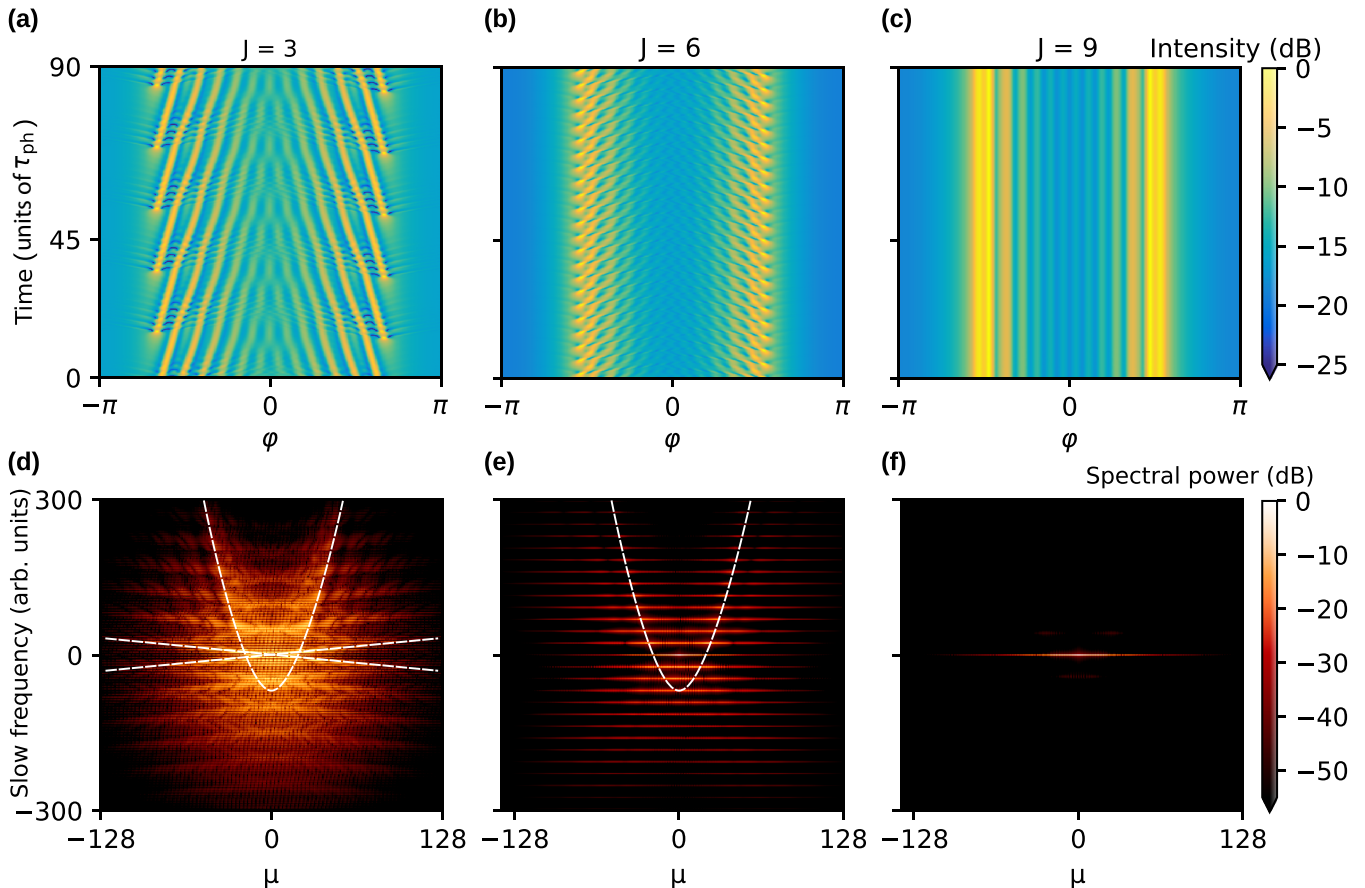 (a)
(b)
(c)
J = 3
J = 6
J = 9
Intensity (dB)
Time (units of τph)
90
45
0
−π
0
π
φ
−π
0
π
φ
−π
0
π
φ
0
−5
−10
−15
−20
−25
(d)
(e)
(f)
Spectral power (dB)
Slow frequency (arb. units)
300
0
−300
−128
0
128
μ
−128
0
128
μ
−128
0
128
μ
0
−10
−20
−30
−40
−50